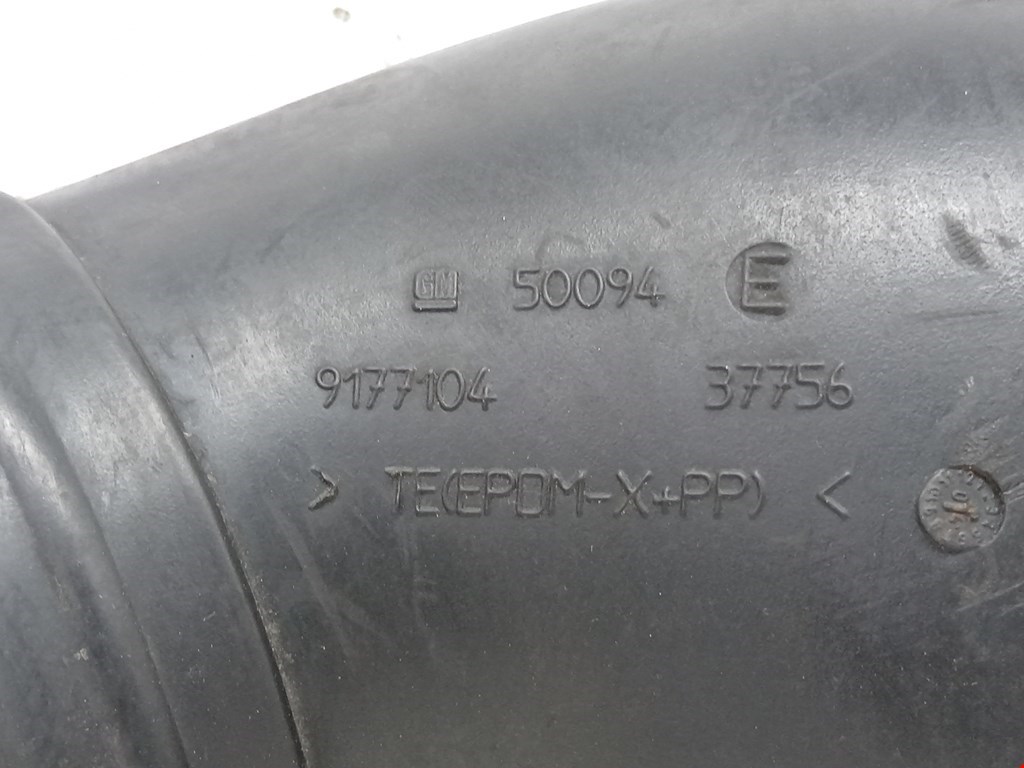 GM 50094 E
9177104 37756
> TE(EPDM-X+PP) <